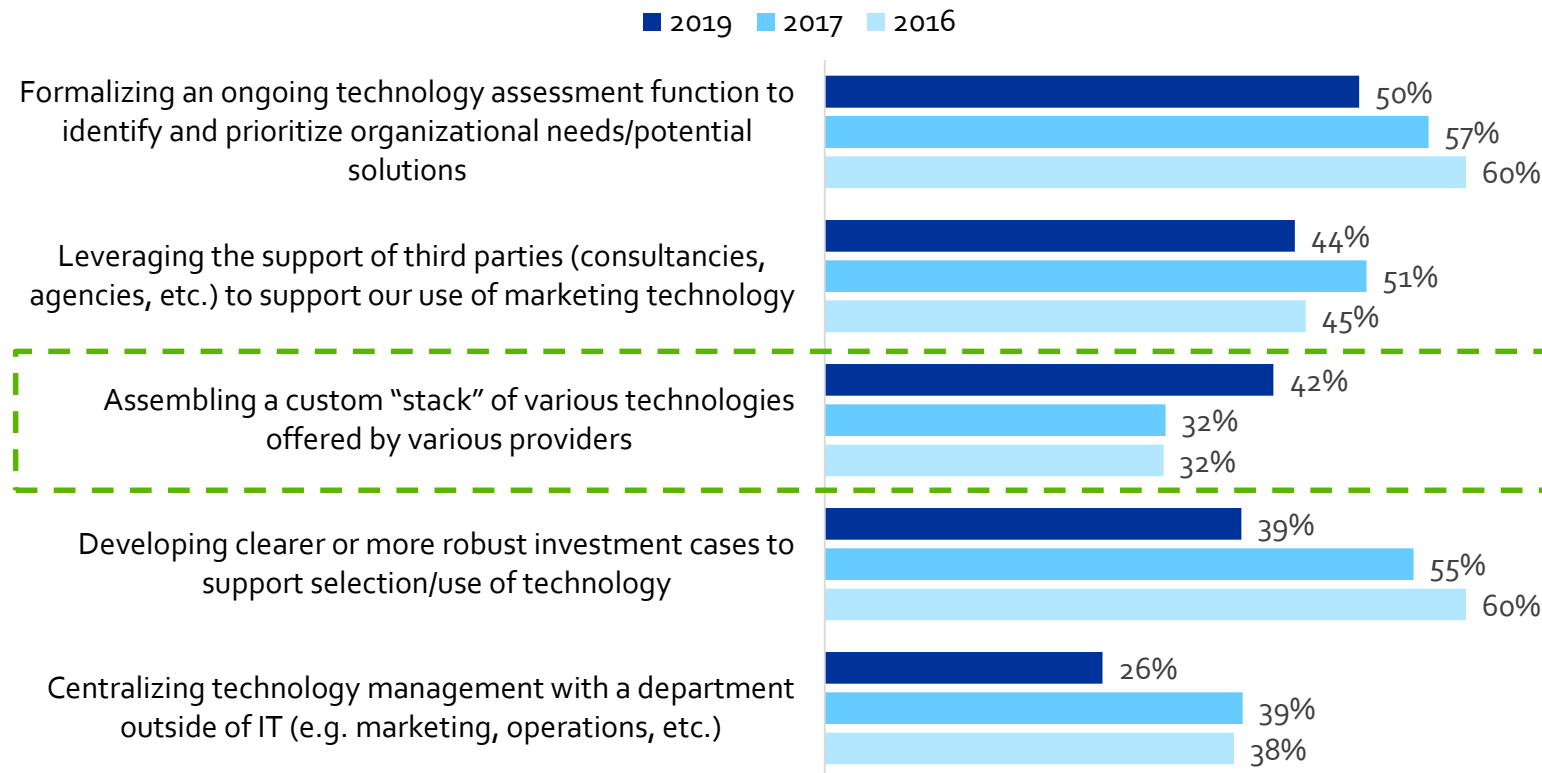 2019 2017 2016
Formalizing an ongoing technology assessment function to
identify and prioritize organizational needs/potential
solutions
50%
57%
60%
Leveraging the support of third parties (consultancies,
agencies, etc.) to support our use of marketing technology
44%
51%
45%
Assembling a custom “stack” of various technologies
offered by various providers
42%
32%
32%
Developing clearer or more robust investment cases to
support selection/use of technology
39%
55%
60%
Centralizing technology management with a department
outside of IT (e.g. marketing, operations, etc.)
26%
39%
38%